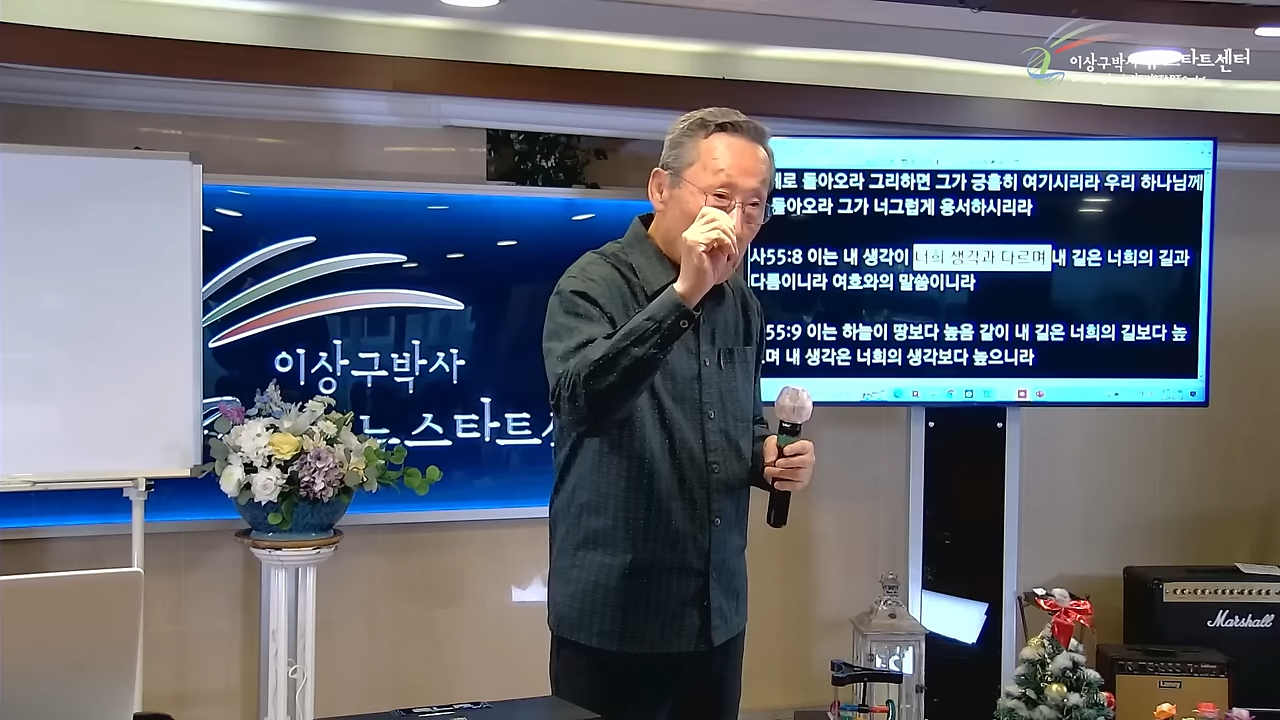 이상구박사 뉴스타트센터
게로 돌아오라 그리하면 그가 긍휼히 여기시리라 우리 하나님께
돌아오라 그가 너그럽게 용서하시리라
사55:8 이는 내 생각이 너희 생각과 다르며 내 길은 너희의 길과
다름이니라 여호와의 말씀이니라
55:9 이는 하늘이 땅보다 높음 같이 내 길은 너희의 길보다 높
며 내 생각은 너희의 생각보다 높으니라
이상구박사
뉴스타트
Marshall
Laney